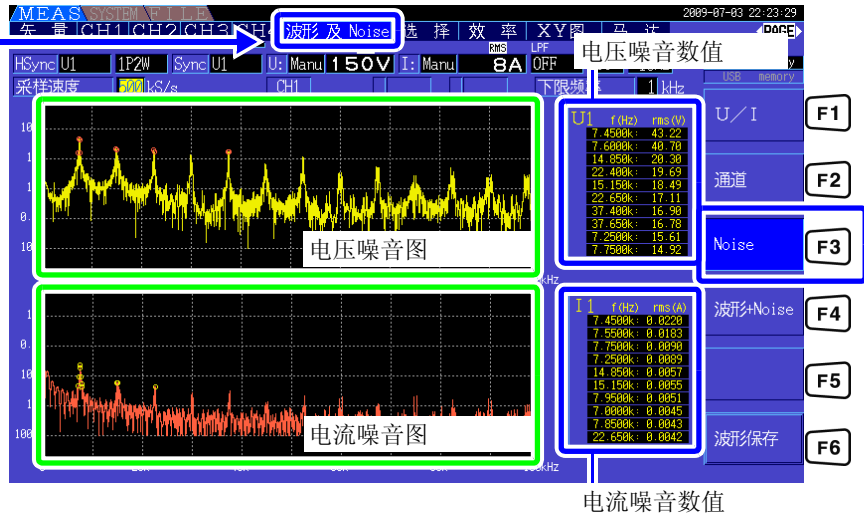 MEAS SYSTEM FILE 2009-07-03 22:23:29
矢 量 CH1 CH2 CH3 CH4 波形 及 Noise 选 择 效 率 XY图 马 达 PAGE
RMS LPF
HSync U1 1P2W Sync U1 U: Manu 150V I: Manu 8A OFF
电压噪音数值
USB memory
采样速度 500 kS/s CH1 下限频率 1 kHz
U1 f(Hz) rms(V)
7.4500k: 43.22
7.6000k: 40.70
14.850k: 20.30
22.400k: 19.69
15.150k: 18.49
22.650k: 17.11
37.400k: 16.90
37.650k: 16.78
7.2500k: 15.61
7.7500k: 14.92
电压噪音图
I1 f(Hz) rms(A)
7.4500k: 0.0220
7.5500k: 0.0183
7.7500k: 0.0090
7.2500k: 0.0089
14.850k: 0.0057
15.150k: 0.0055
7.9500k: 0.0051
7.0000k: 0.0045
7.8500k: 0.0043
22.650k: 0.0042
电流噪音图
电流噪音数值
U/I F1
通道 F2
Noise F3
波形+Noise F4
F5
波形保存 F6